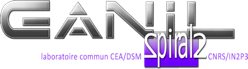 GANIL
spiral2
laboratoire commun CEA/DSM CNRS/IN2P3